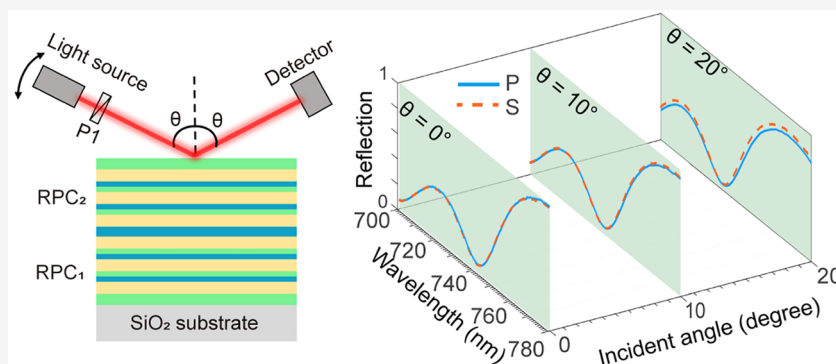 Light source
Detector
P1
θ θ
RPC₂
RPC₁
SiO₂ substrate
P
S
θ = 0°
θ = 10°
θ = 20°
Reflection
1
0
700
720
740
760
780
Wavelength (nm)
0
10
20
Incident angle (degree)